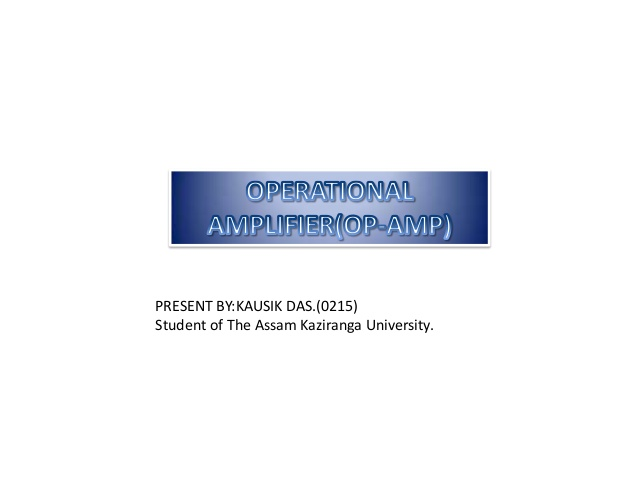 OPERATIONAL
AMPLIFIER(OP-AMP)
PRESENT BY:KAUSIK DAS.(0215)
Student of The Assam Kaziranga University.